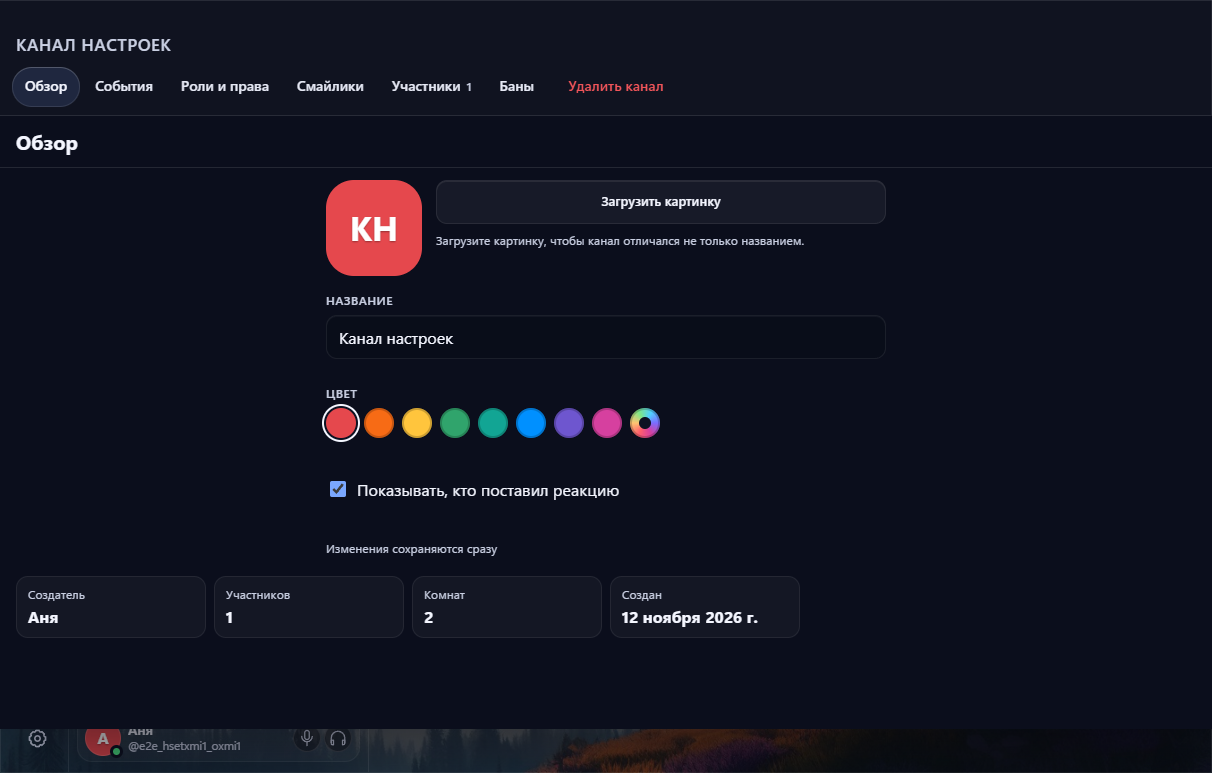 КАНАЛ НАСТРОЕК
Обзор События Роли и права Смайлики Участники 1 Баны Удалить канал
Обзор
КН
Загрузить картинку
Загрузите картинку, чтобы канал отличался не только названием.
НАЗВАНИЕ
Канал настроек
ЦВЕТ
Показывать, кто поставил реакцию
Изменения сохраняются сразу
Создатель Участников Комнат Создан
Аня 1 2 12 ноября 2026 г.
А Аня
@e2e_hsetxmi1_oxmi1